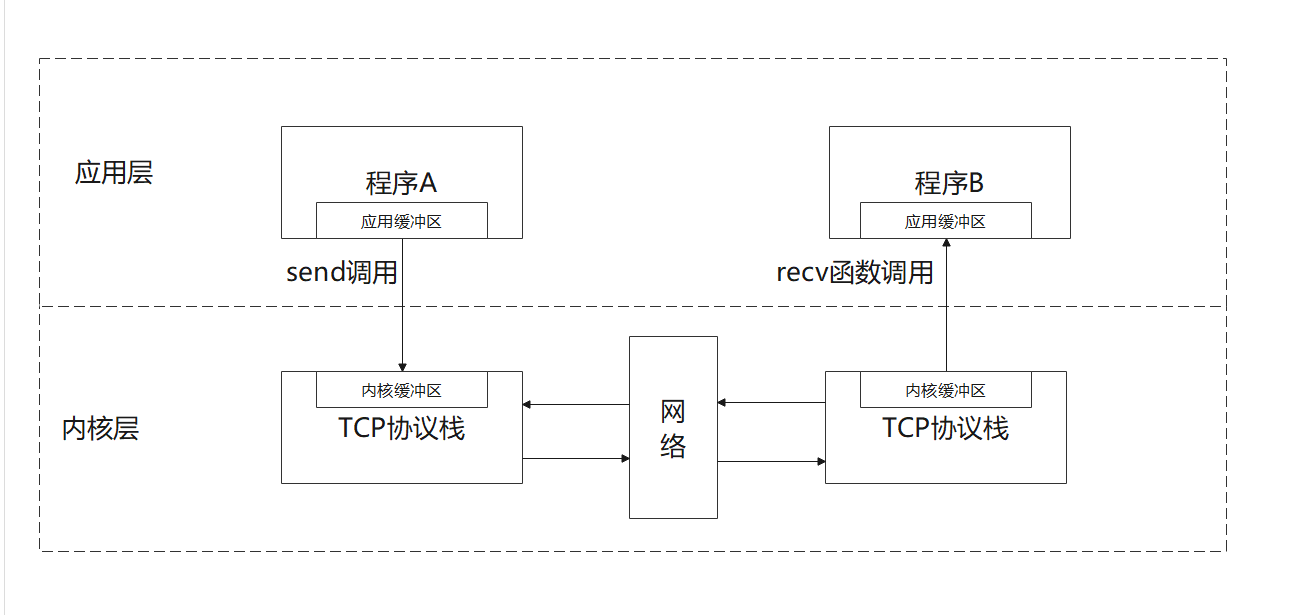 应用层
程序A
程序B
应用缓冲区
应用缓冲区
send调用
recv函数调用
内核层
内核缓冲区
TCP协议栈
网
络
内核缓冲区
TCP协议栈